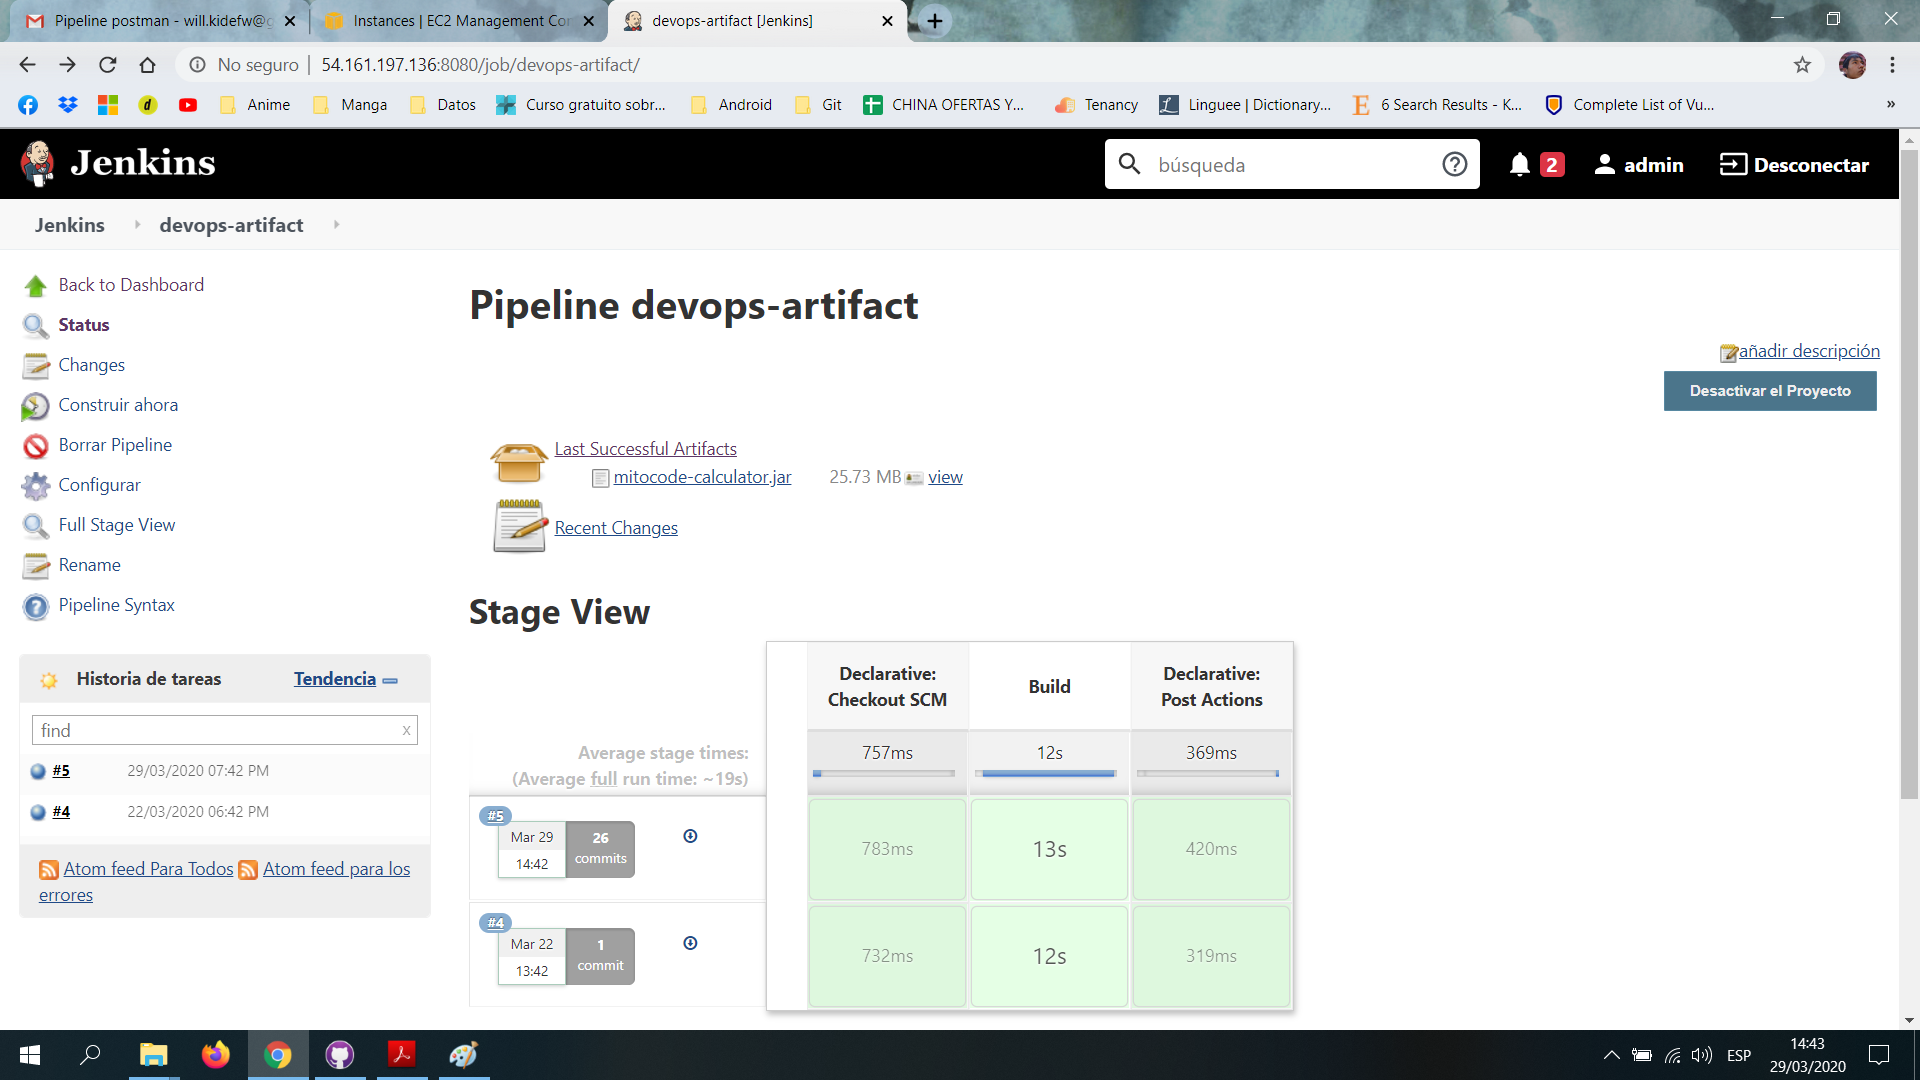 Pipeline postman - will.kidefw@g
Instances | EC2 Management Co
devops-artifact [Jenkins]
No seguro
54.161.197.136:8080/job/devops-artifact/
Anime
Manga
Datos
Curso gratuito sobr...
Android
Git
CHINA OFERTAS Y...
Tenancy
Linguee | Dictionary...
6 Search Results - K...
Complete List of Vu...
»
Jenkins
búsqueda
2
admin
Desconectar
Jenkins
devops-artifact
Back to Dashboard
Status
Changes
Construir ahora
Borrar Pipeline
Configurar
Full Stage View
Rename
Pipeline Syntax
Historia de tareas
Tendencia
find
x
#5
29/03/2020 07:42 PM
#4
22/03/2020 06:42 PM
Atom feed Para Todos
Atom feed para los
errores
Pipeline devops-artifact
añadir descripción
Desactivar el Proyecto
Last Successful Artifacts
mitocode-calculator.jar
25.73 MB
view
Recent Changes
Stage View
Declarative:
Checkout SCM
Build
Declarative:
Post Actions
Average stage times:
(Average full run time: ~19s)
757ms
12s
369ms
#5
Mar 29
14:42
26
commits
783ms
13s
420ms
#4
Mar 22
13:42
1
commit
732ms
12s
319ms
ESP
14:43
29/03/2020